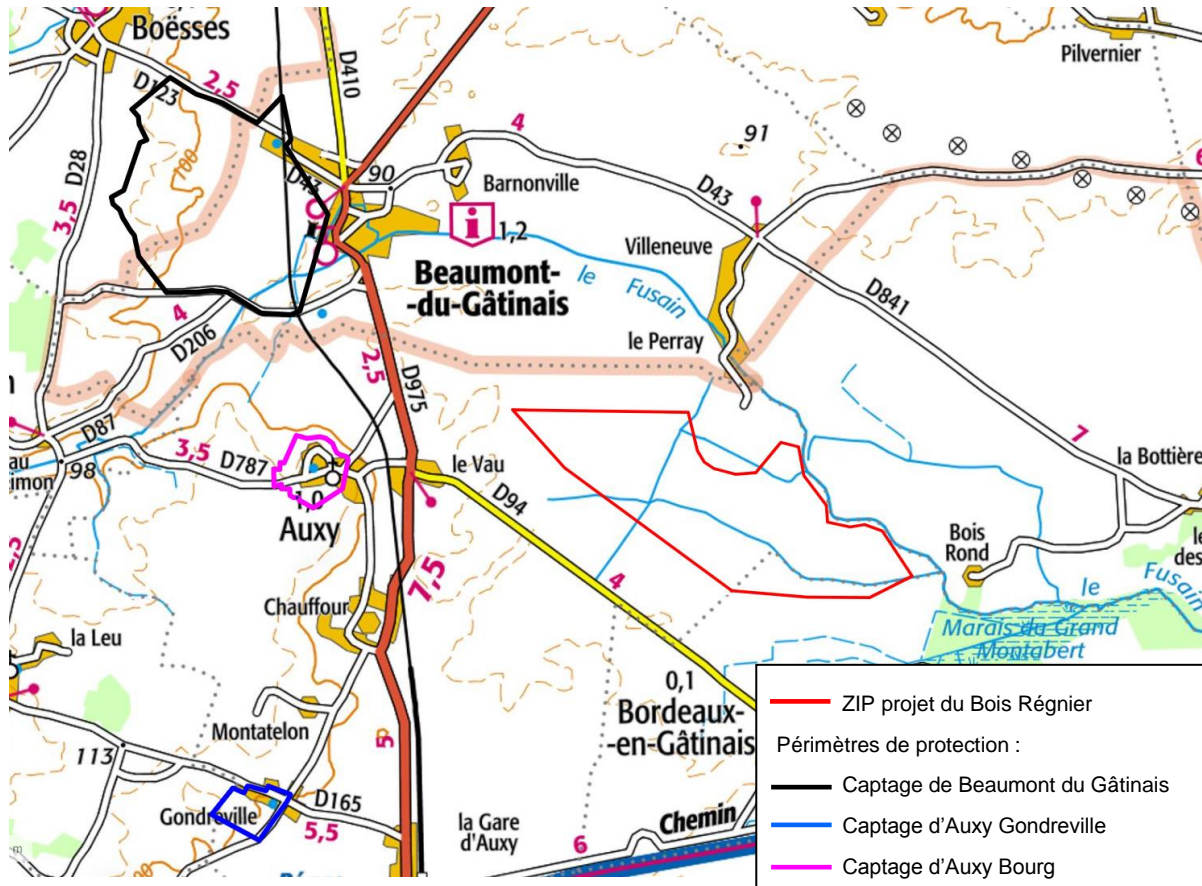 Boësses
Pilvernier
D123
2,5
D410
4
91
6
D28
3,5
100
D43
90
Barnonville
D43
1,2
Villeneuve
Beaumont-
-du-Gâtinais
le Fusain
D841
4
D206
le Perray
2,5
D975
7
D87
3,5
D787
98
le Vau
la Bottière
1,0
Auxy
D94
Bois
Rond
7,5
4
Chauffour
le Fusain
la Leu
Marais du Grand
Montabert
0,1
Bordeaux-
-en-Gâtinais
Montatelon
5
113
Gondreville
D165
5,5
la Gare
d'Auxy
6
Chemin
ZIP projet du Bois Régnier
Périmètres de protection :
Captage de Beaumont du Gâtinais
Captage d'Auxy Gondreville
Captage d'Auxy Bourg